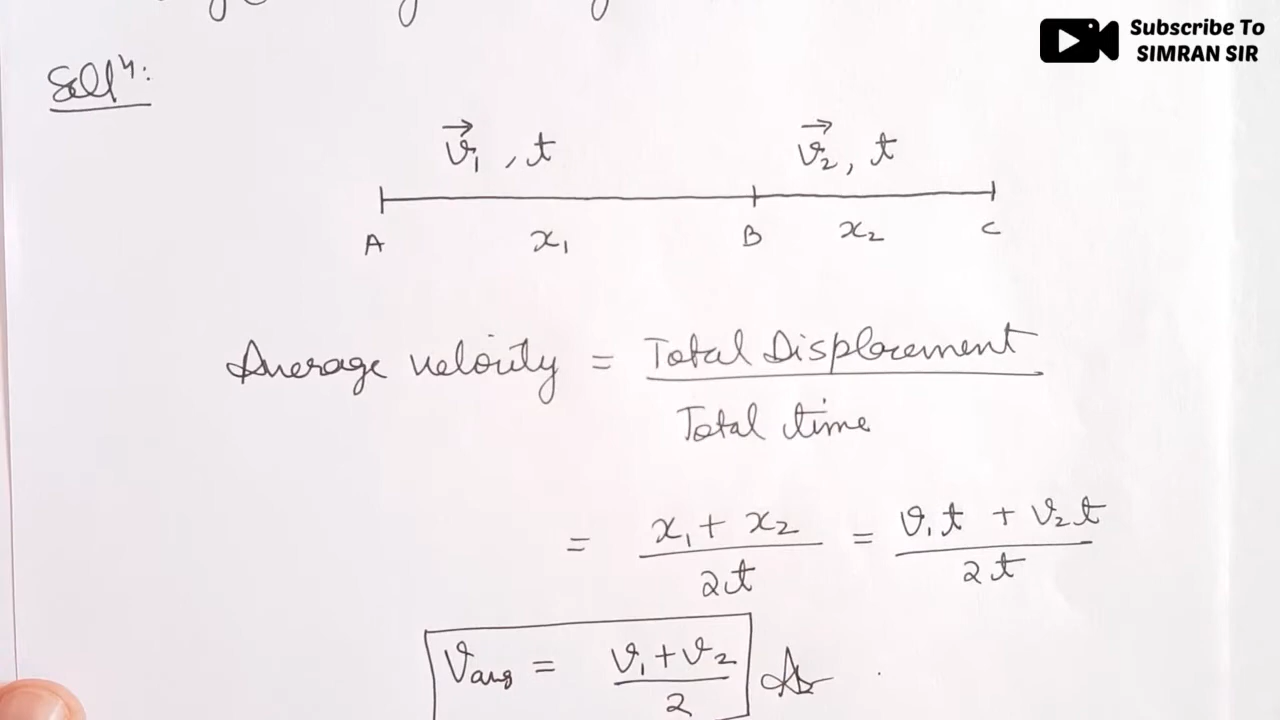 Subscribe To
SIMRAN SIR
Solⁿ:
v⃗₁, t v⃗₂, t
A x₁ B x₂ C
Average velocity = Total Displacement / Total time
= (x₁ + x₂) / 2t = (v₁t + v₂t) / 2t
Vavg = (v₁ + v₂) / 2